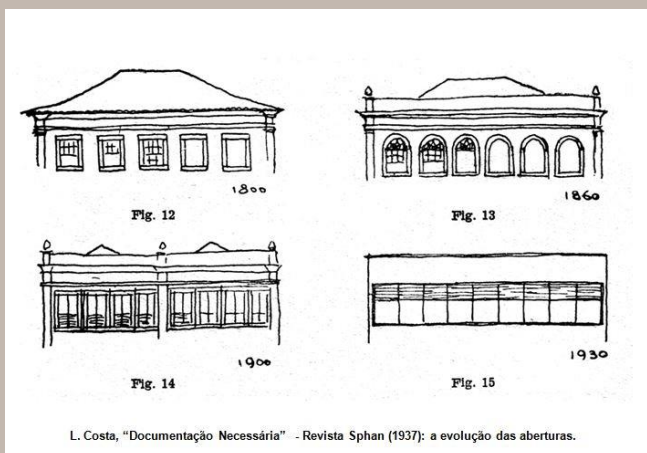 1800
Fig. 12
1860
Fig. 13
1900
Fig. 14
1930
Fig. 15
L. Costa, “Documentação Necessária” - Revista Sphan (1937): a evolução das aberturas.